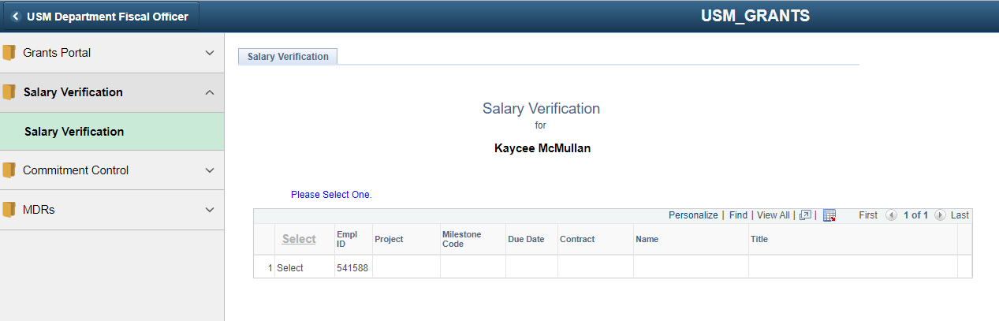 USM Department Fiscal Officer
USM_GRANTS
Grants Portal
Salary Verification
Salary Verification
Commitment Control
MDRs
Salary Verification
Salary Verification
for
Kaycee McMullan
Please Select One.
Personalize | Find | View All | | First 1 of 1 Last
Select Empl ID Project Milestone Code Due Date Contract Name Title
1 Select 541588